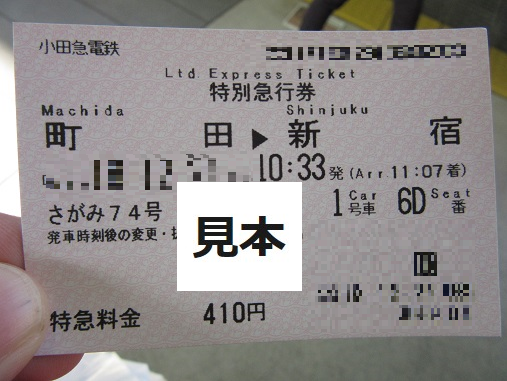 小田急電鉄
Ltd. Express Ticket
特別急行券
Machida Shinjuku
町 田 ▶ 新 宿
10:33発 (Arr.11:07着)
さがみ74号 1 Car 号車 6D Seat 番
発車時刻後の変更・
見本
特急料金 410円